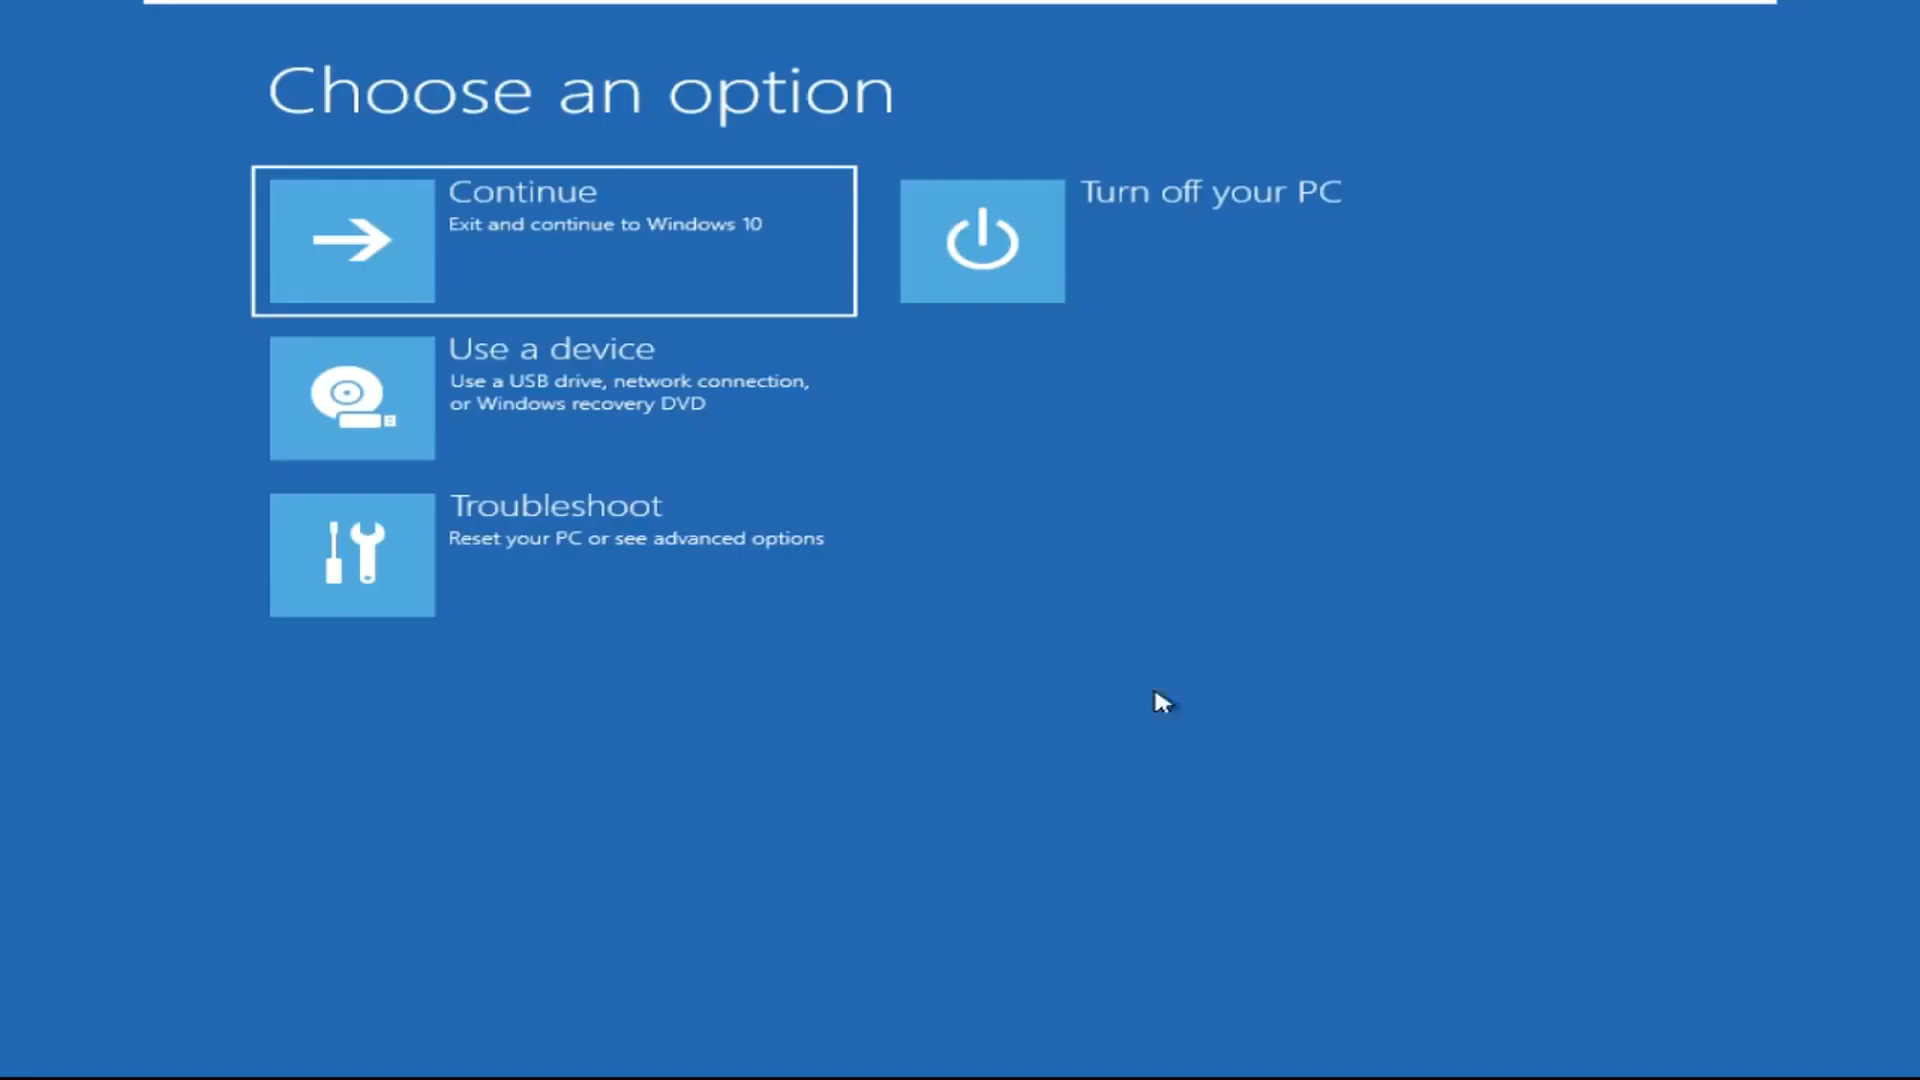 Choose an option
Continue
Exit and continue to Windows 10
Turn off your PC
Use a device
Use a USB drive, network connection,
or Windows recovery DVD
Troubleshoot
Reset your PC or see advanced options